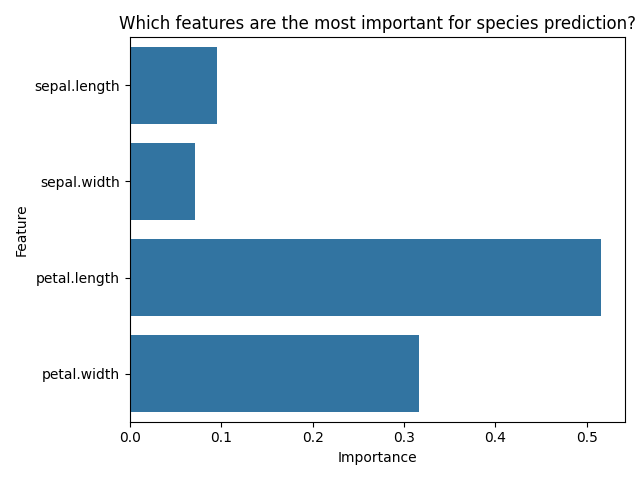 Which features are the most important for species prediction?
sepal.length
sepal.width
petal.length
petal.width
Feature
0.0 0.1 0.2 0.3 0.4 0.5
Importance